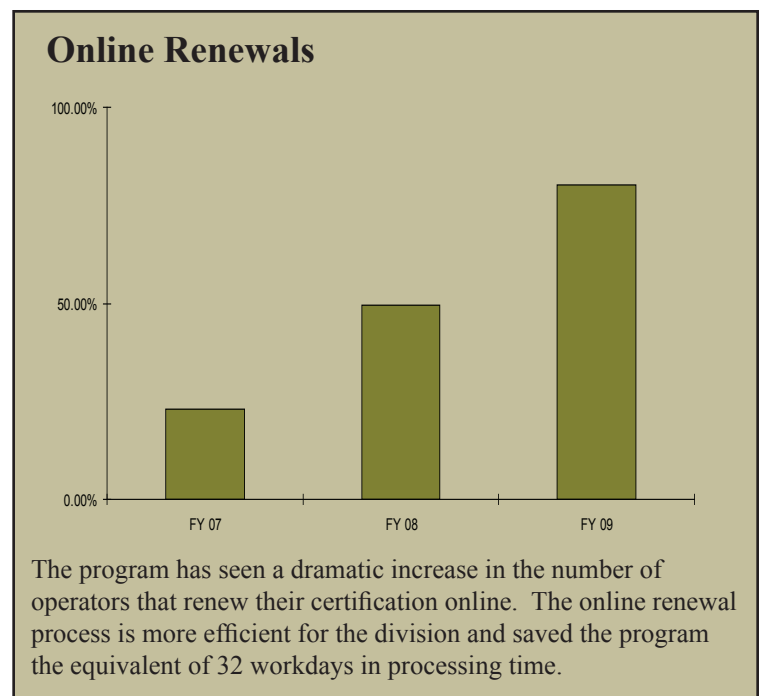 Online Renewals
100.00%
50.00%
0.00%
FY 07 FY 08 FY 09
The program has seen a dramatic increase in the number of
operators that renew their certification online.  The online renewal
process is more efficient for the division and saved the program
the equivalent of 32 workdays in processing time.